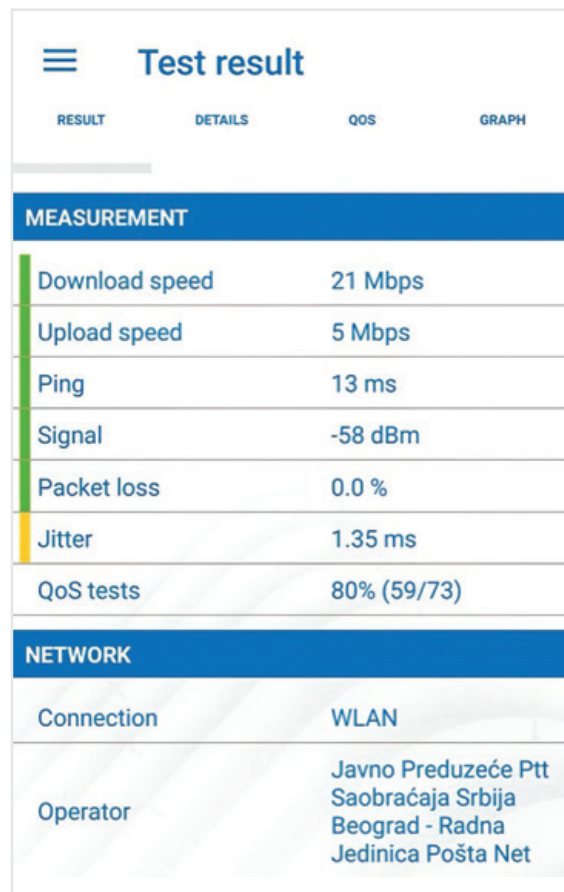 Test result
RESULT DETAILS QOS GRAPH
MEASUREMENT
Download speed 21 Mbps
Upload speed 5 Mbps
Ping 13 ms
Signal -58 dBm
Packet loss 0.0 %
Jitter 1.35 ms
QoS tests 80% (59/73)
NETWORK
Connection WLAN
Operator Javno Preduzeće Ptt
Saobraćaja Srbija
Beograd - Radna
Jedinica Pošta Net